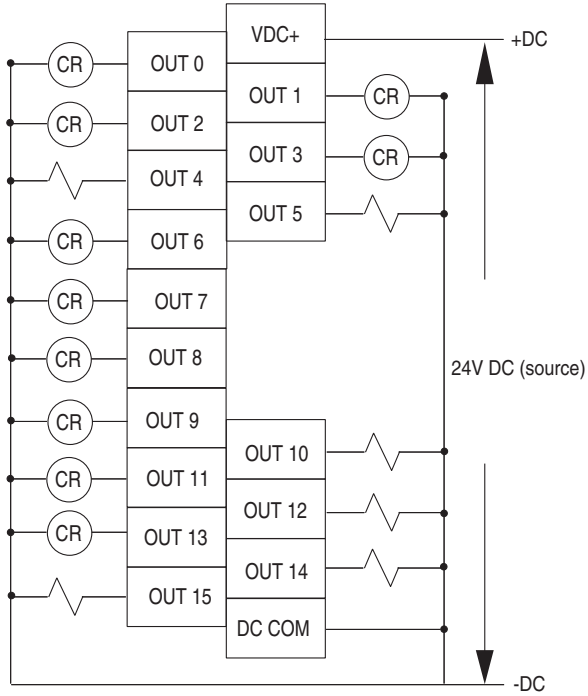 VDC+
+DC
CR OUT 0
OUT 1 CR
CR OUT 2
OUT 3 CR
OUT 4
OUT 5
CR OUT 6
CR OUT 7
CR OUT 8
24V DC (source)
CR OUT 9
OUT 10
CR OUT 11
OUT 12
CR OUT 13
OUT 14
OUT 15
DC COM
-DC